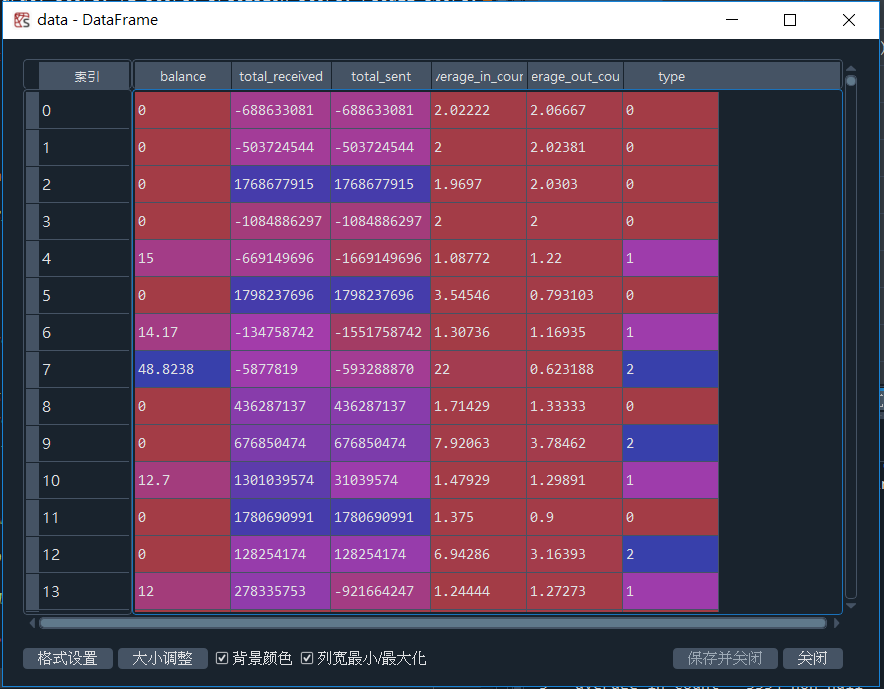 data - DataFrame
索引 balance total_received total_sent verage_in_cour erage_out_cou type
0 0 -688633081 -688633081 2.02222 2.06667 0
1 0 -503724544 -503724544 2 2.02381 0
2 0 1768677915 1768677915 1.9697 2.0303 0
3 0 -1084886297 -1084886297 2 2 0
4 15 -669149696 -1669149696 1.08772 1.22 1
5 0 1798237696 1798237696 3.54546 0.793103 0
6 14.17 -134758742 -1551758742 1.30736 1.16935 1
7 48.8238 -5877819 -593288870 22 0.623188 2
8 0 436287137 436287137 1.71429 1.33333 0
9 0 676850474 676850474 7.92063 3.78462 2
10 12.7 1301039574 31039574 1.47929 1.29891 1
11 0 1780690991 1780690991 1.375 0.9 0
12 0 128254174 128254174 6.94286 3.16393 2
13 12 278335753 -921664247 1.24444 1.27273 1
格式设置 大小调整 背景颜色 列宽最小/最大化 保存并关闭 关闭